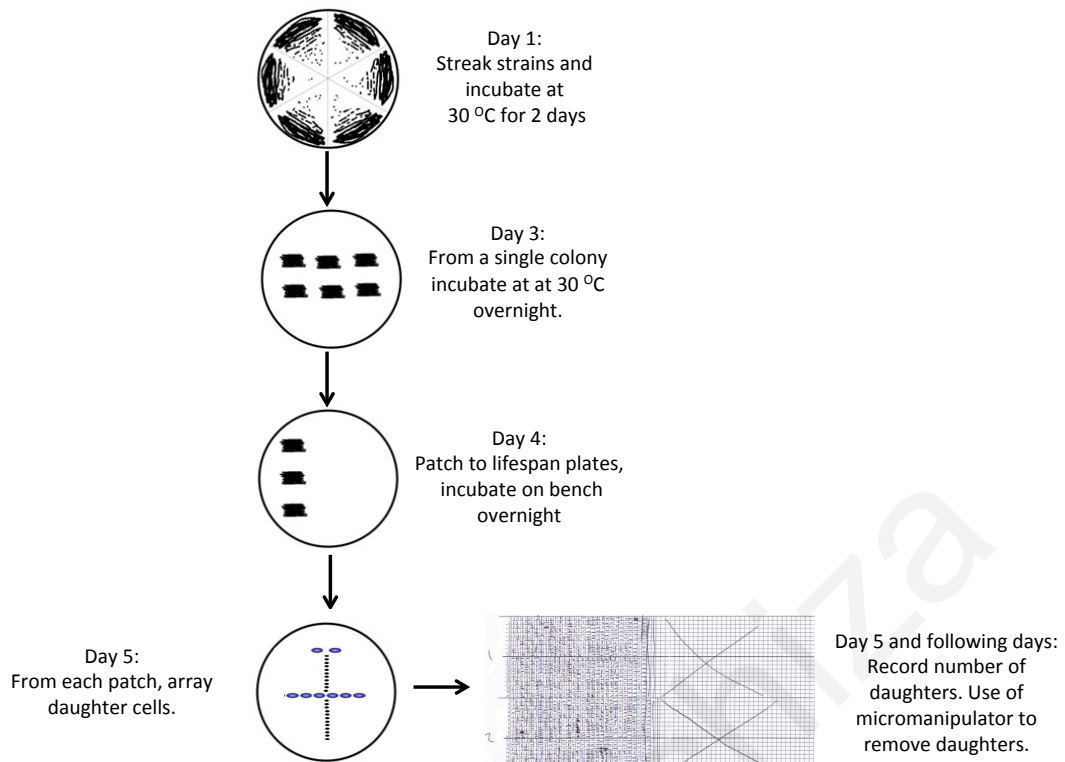 Day 1:
Streak strains and
incubate at
30 ᴼC for 2 days
Day 3:
From a single colony
incubate at at 30 ᴼC
overnight.
Day 4:
Patch to lifespan plates,
incubate on bench
overnight
Day 5:
From each patch, array
daughter cells.
1
2
Day 5 and following days:
Record number of
daughters. Use of
micromanipulator to
remove daughters.